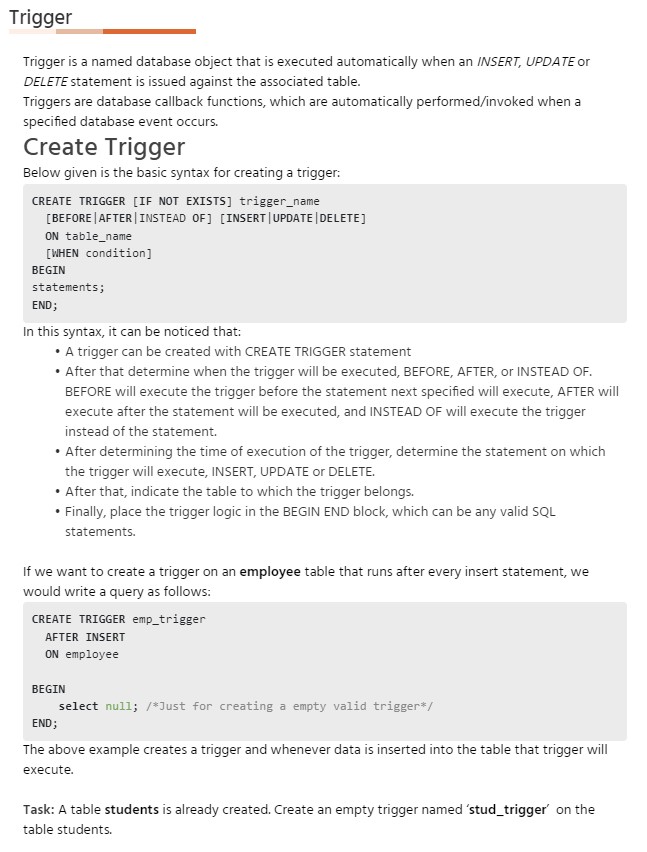 Trigger
Trigger is a named database object that is executed automatically when an INSERT, UPDATE or
DELETE statement is issued against the associated table.
Triggers are database callback functions, which are automatically performed/invoked when a
specified database event occurs.
Create Trigger
Below given is the basic syntax for creating a trigger:
CREATE TRIGGER [IF NOT EXISTS] trigger_name
[BEFORE|AFTER|INSTEAD OF] [INSERT|UPDATE|DELETE]
ON table_name
[WHEN condition]
BEGIN
statements;
END;
In this syntax, it can be noticed that:
• A trigger can be created with CREATE TRIGGER statement
• After that determine when the trigger will be executed, BEFORE, AFTER, or INSTEAD OF.
BEFORE will execute the trigger before the statement next specified will execute, AFTER will
execute after the statement will be executed, and INSTEAD OF will execute the trigger
instead of the statement.
• After determining the time of execution of the trigger, determine the statement on which
the trigger will execute, INSERT, UPDATE or DELETE.
• After that, indicate the table to which the trigger belongs.
• Finally, place the trigger logic in the BEGIN END block, which can be any valid SQL
statements.
If we want to create a trigger on an employee table that runs after every insert statement, we
would write a query as follows:
CREATE TRIGGER emp_trigger
AFTER INSERT
ON employee
BEGIN
select null; /*Just for creating a empty valid trigger*/
END;
The above example creates a trigger and whenever data is inserted into the table that trigger will
execute.
Task: A table students is already created. Create an empty trigger named ‘stud_trigger’ on the
table students.